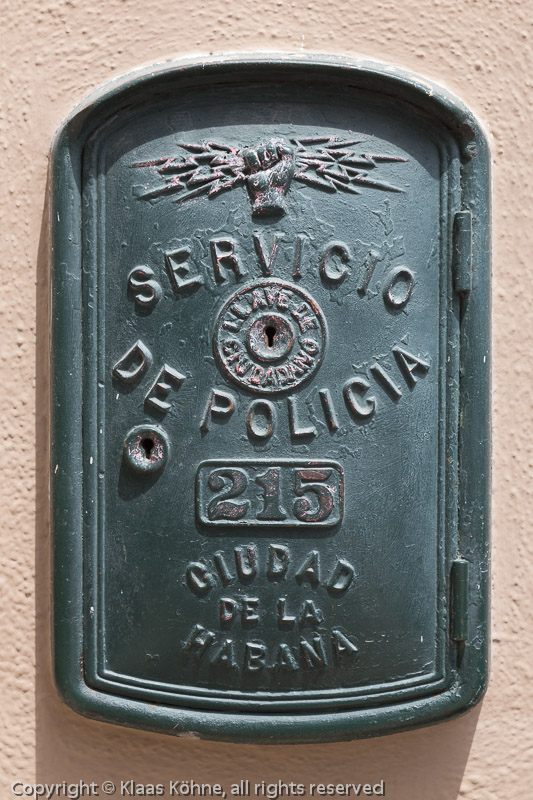 SERVICIO
LLAVE DE
CIUDADANO
DE POLICIA
215
CIUDAD
DE LA
HABANA
Copyright © Klaas Köhne, all rights reserved